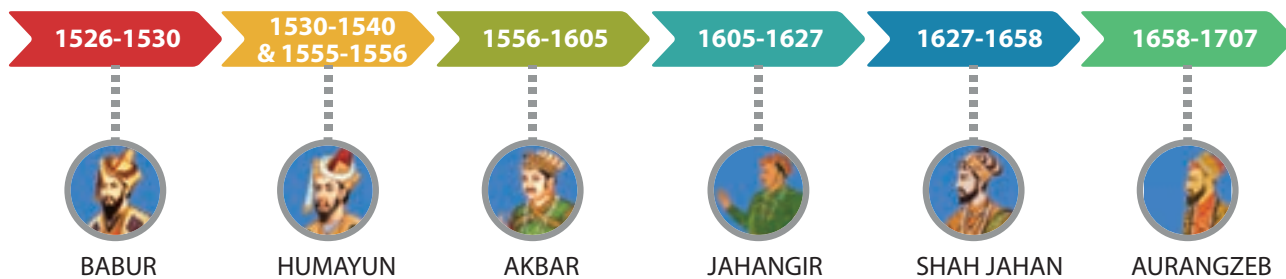 1526-1530
1530-1540
& 1555-1556
1556-1605
1605-1627
1627-1658
1658-1707
BABUR
HUMAYUN
AKBAR
JAHANGIR
SHAH JAHAN
AURANGZEB